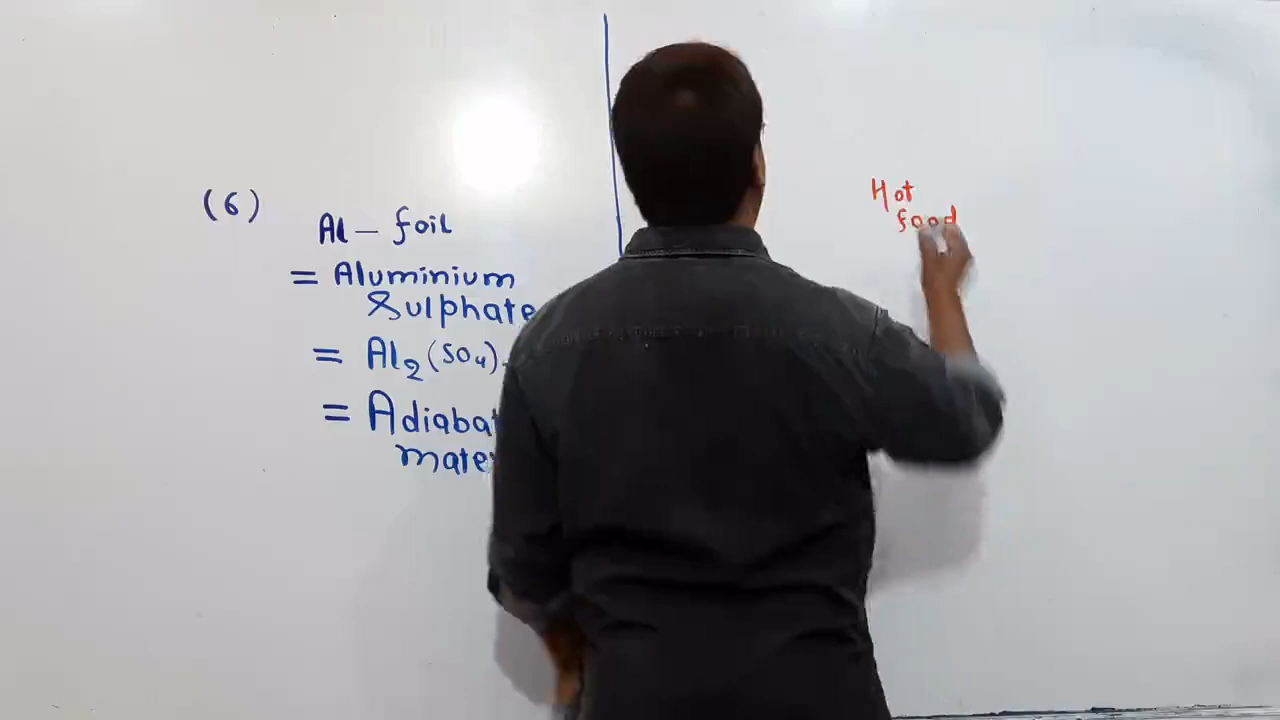 (6)
Al - foil
= Aluminium
Sulphate
= Al₂(SO₄)
= Adiabat
mate
Hot
food